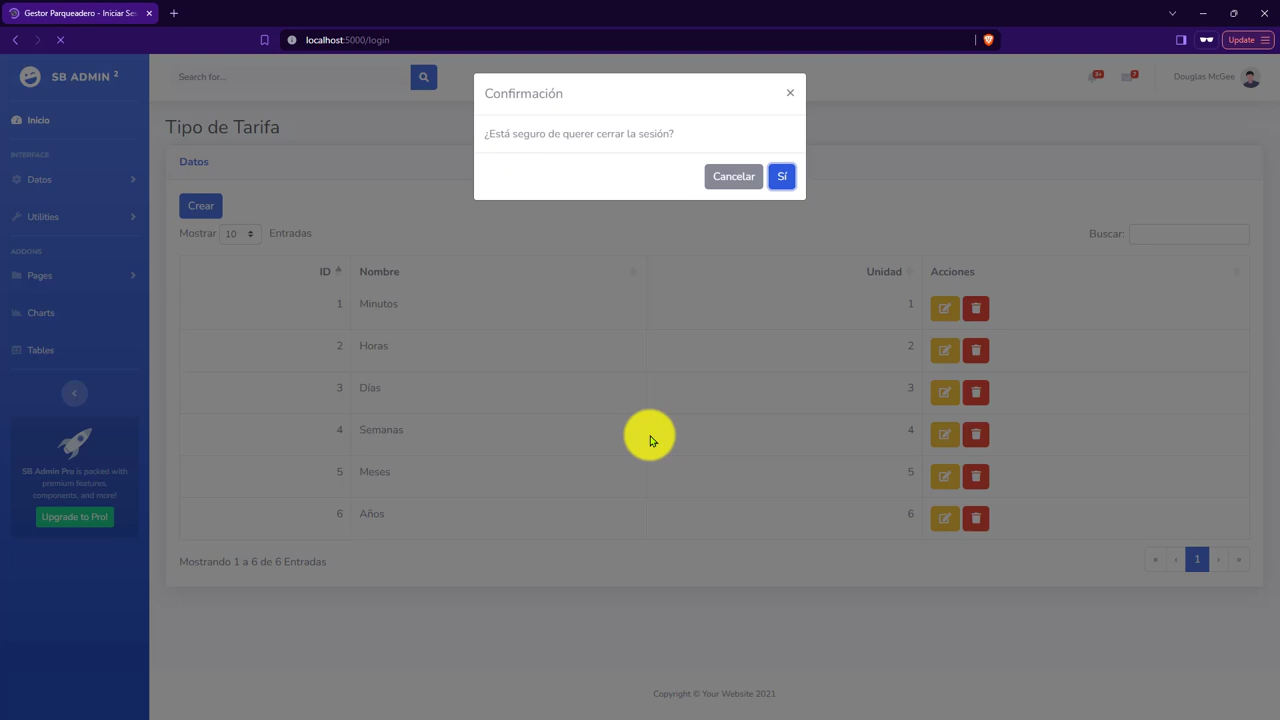 Gestor Parqueadero - Iniciar Ses
localhost:5000/login
Update
SB ADMIN 2
Search for...
3+
7
Douglas McGee
Confirmación
¿Está seguro de querer cerrar la sesión?
Cancelar
Sí
Inicio
INTERFACE
Datos
Utilities
ADDONS
Pages
Charts
Tables
SB Admin Pro is packed with
premium features,
components, and more!
Upgrade to Pro!
Tipo de Tarifa
Datos
Crear
Mostrar 10 Entradas
Buscar:
ID Nombre Unidad Acciones
1 Minutos 1
2 Horas 2
3 Días 3
4 Semanas 4
5 Meses 5
6 Años 6
Mostrando 1 a 6 de 6 Entradas
« ‹ 1 › »
Copyright © Your Website 2021